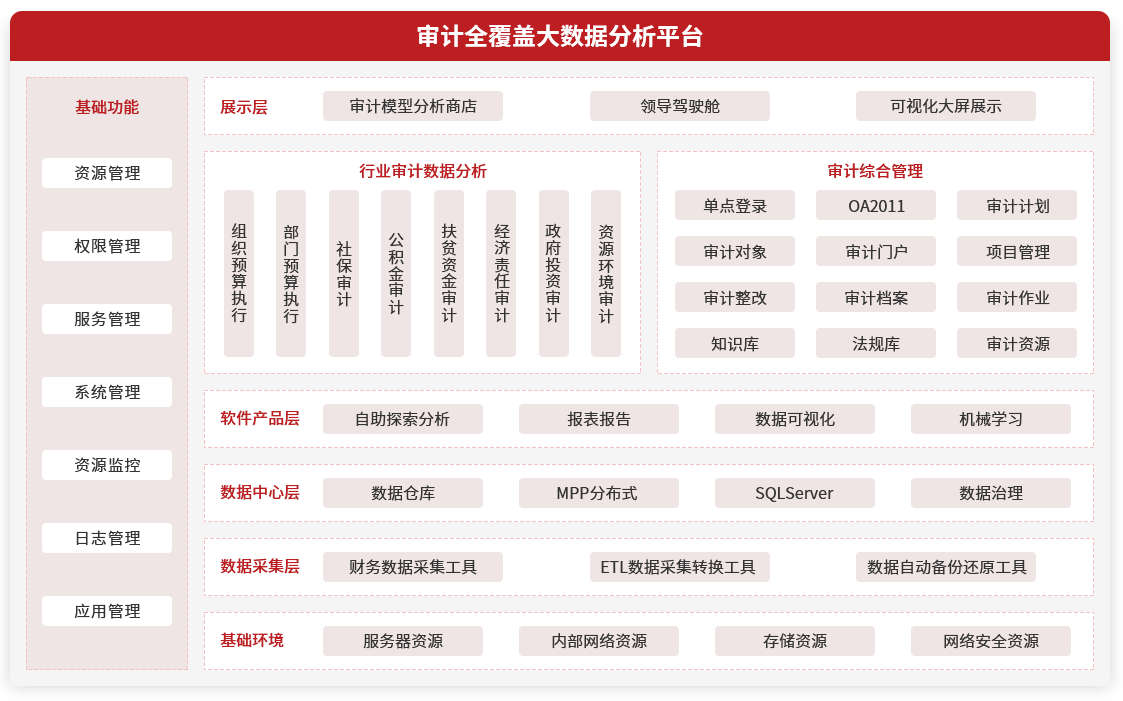 审计全覆盖大数据分析平台
基础功能
资源管理
权限管理
服务管理
系统管理
资源监控
日志管理
应用管理
展示层
审计模型分析商店
领导驾驶舱
可视化大屏展示
行业审计数据分析
组织预算执行
部门预算执行
社保审计
公积金审计
扶贫资金审计
经济责任审计
政府投资审计
资源环境审计
审计综合管理
单点登录
OA2011
审计计划
审计对象
审计门户
项目管理
审计整改
审计档案
审计作业
知识库
法规库
审计资源
软件产品层
自助探索分析
报表报告
数据可视化
机械学习
数据中心层
数据仓库
MPP分布式
SQLServer
数据治理
数据采集层
财务数据采集工具
ETL数据采集转换工具
数据自动备份还原工具
基础环境
服务器资源
内部网络资源
存储资源
网络安全资源